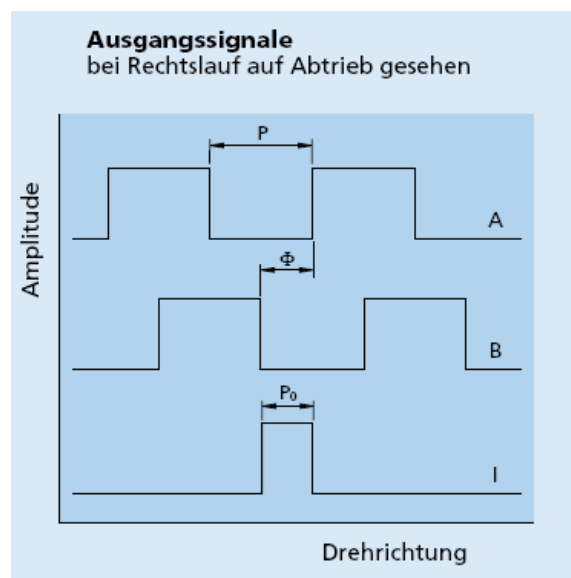 Ausgangssignale
bei Rechtslauf auf Abtrieb gesehen
P
A
Amplitude
Φ
B
P₀
I
Drehrichtung